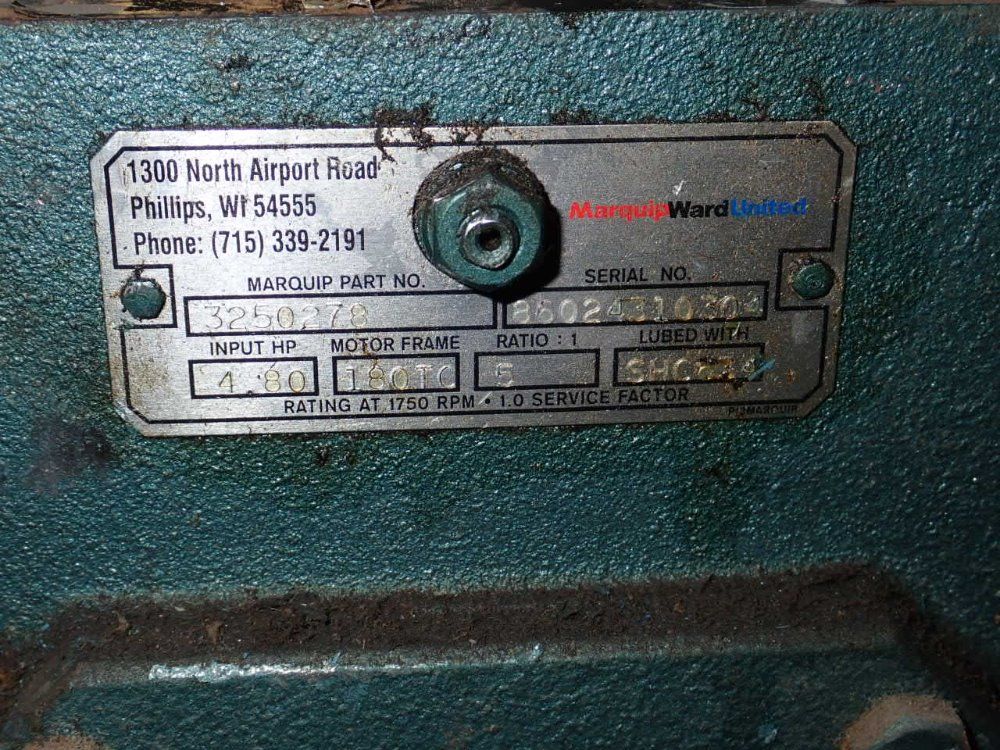 1300 North Airport Road
Phillips, WI 54555
Phone: (715) 339-2191
MarquipWardUnited
MARQUIP PART NO.
SERIAL NO.
3250278
INPUT HP
MOTOR FRAME
RATIO : 1
LUBED WITH
4.80
180TC
5
RATING AT 1750 RPM • 1.0 SERVICE FACTOR